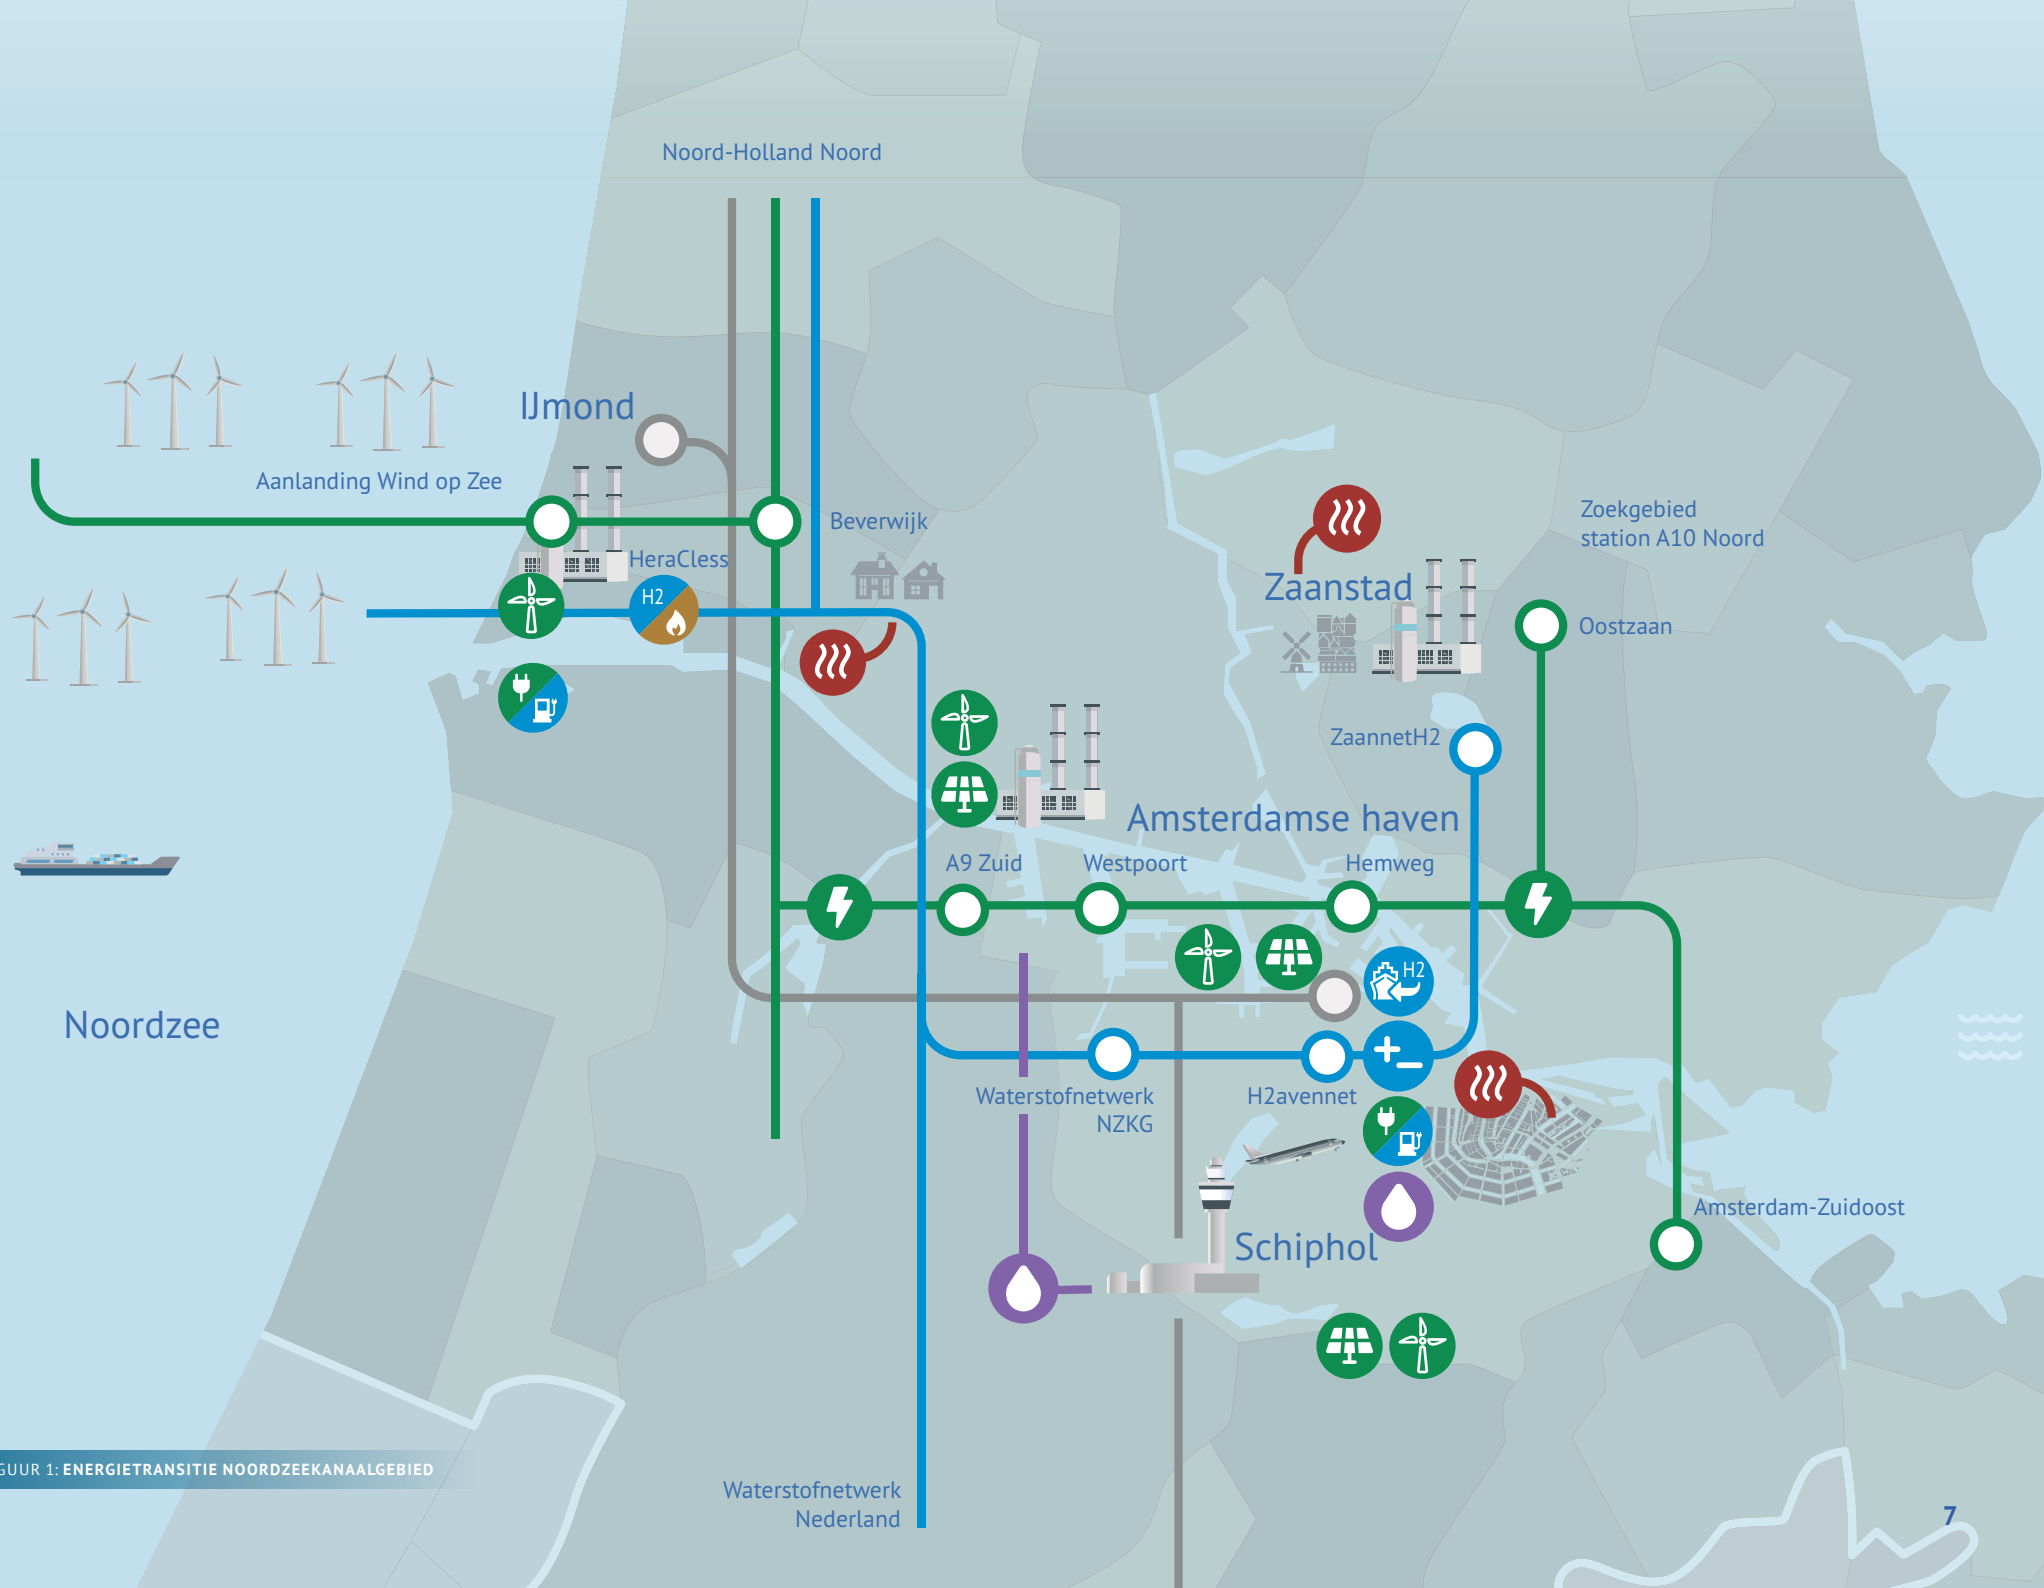 Noord-Holland Noord
IJmond
Aanlanding Wind op Zee
Beverwijk
HeraCless
H2
Zoekgebied
station A10 Noord
Zaanstad
Oostzaan
ZaannetH2
Amsterdamse haven
A9 Zuid
Westpoort
Hemweg
H2
Noordzee
Waterstofnetwerk
NZKG
H2avennet
Amsterdam-Zuidoost
Schiphol
GUUR 1: ENERGIETRANSITIE NOORDZEEKANAALGEBIED
Waterstofnetwerk
Nederland
7